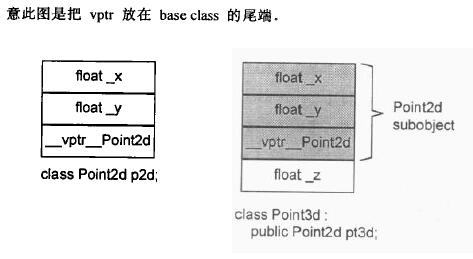 意此图是把 vptr 放在 base class 的尾端．
float _x
float _y
__vptr__Point2d
class Point2d p2d;
float _x
float _y
__vptr__Point2d
float _z
Point2d
subobject
class Point3d :
public Point2d pt3d;